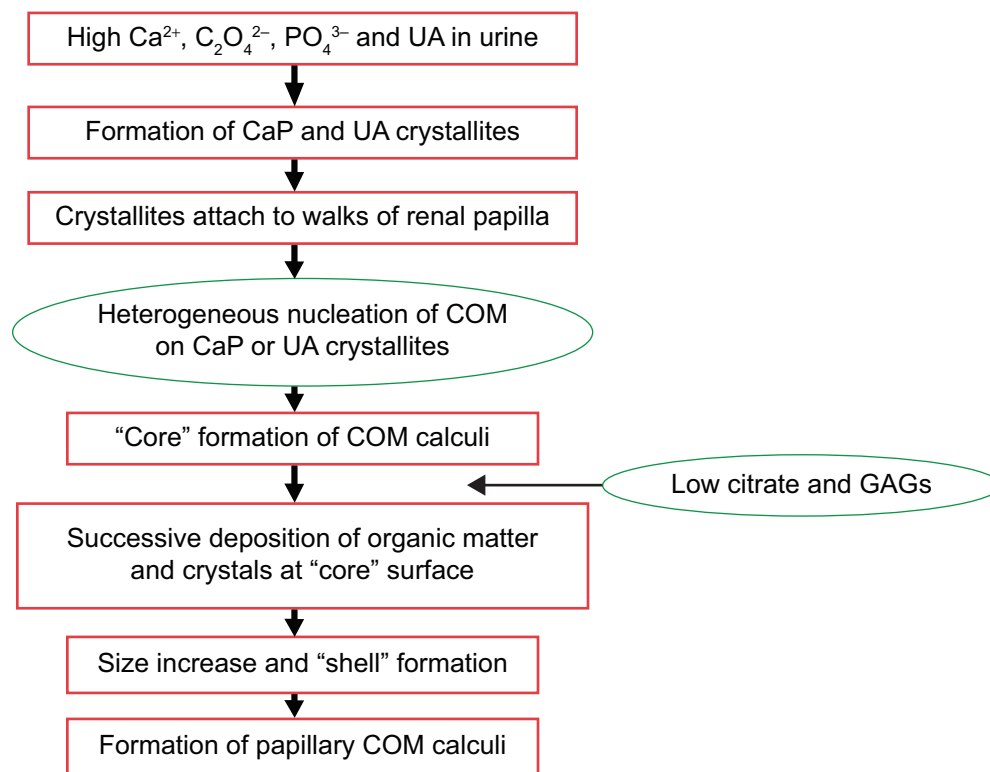 High Ca²⁺, C₂O₄²⁻, PO₄³⁻ and UA in urine
Formation of CaP and UA crystallites
Crystallites attach to walks of renal papilla
Heterogeneous nucleation of COM
on CaP or UA crystallites
“Core” formation of COM calculi
Low citrate and GAGs
Successive deposition of organic matter
and crystals at “core” surface
Size increase and “shell” formation
Formation of papillary COM calculi